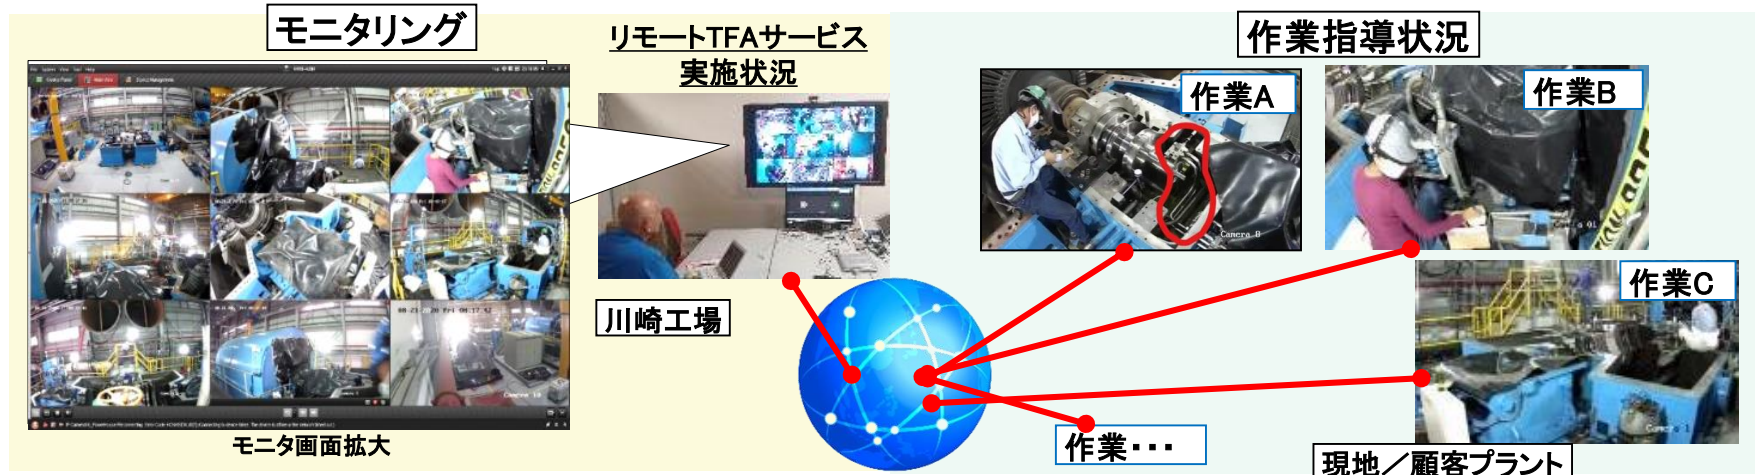 モニタリング
リモートTFAサービス
実施状況
作業指導状況
作業A
作業B
作業C
川崎工場
作業・・・
モニタ画面拡大
現地／顧客プラント
Camera 8